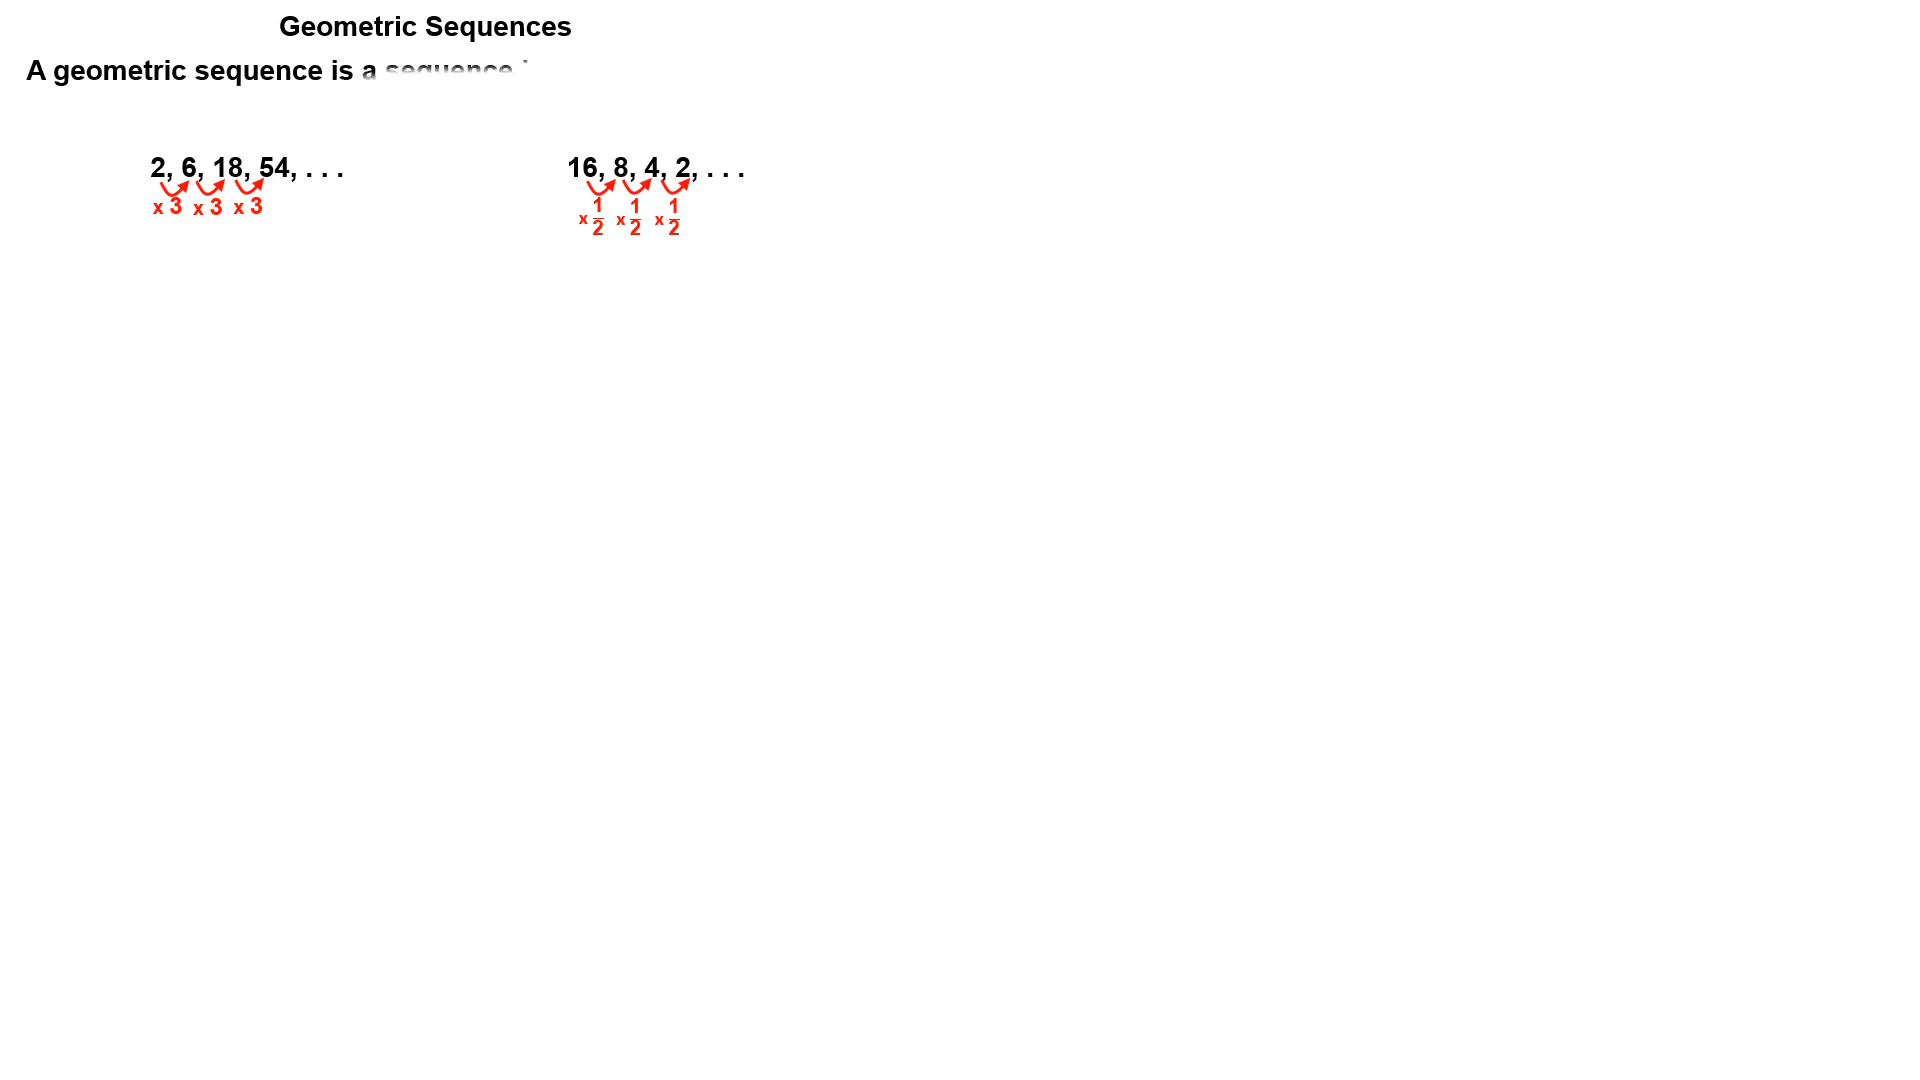 Geometric Sequences
A geometric sequence is a sequence
2, 6, 18, 54, . . .
x 3 x 3 x 3
16, 8, 4, 2, . . .
x 1/2 x 1/2 x 1/2